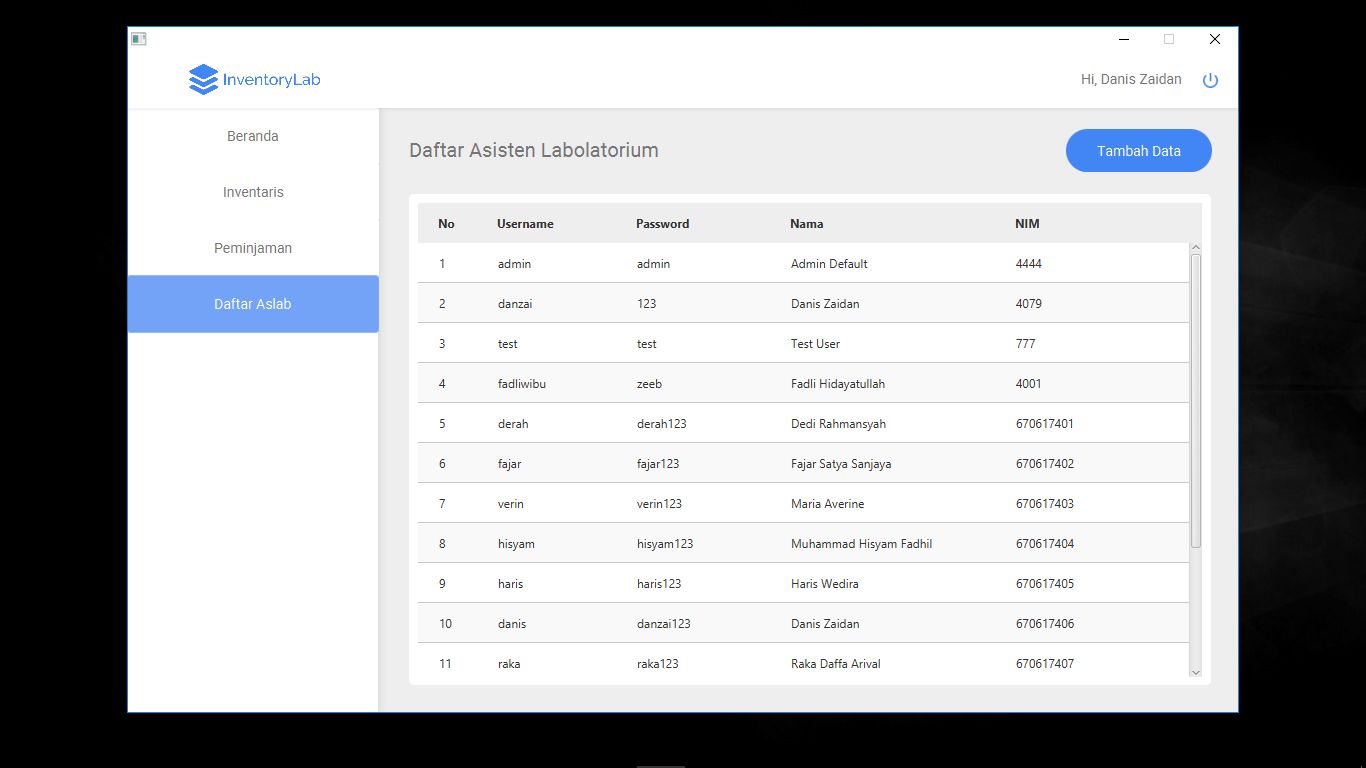 InventoryLab
Hi, Danis Zaidan
Beranda
Inventaris
Peminjaman
Daftar Aslab
Daftar Asisten Labolatorium
Tambah Data
No Username Password Nama NIM
1 admin admin Admin Default 4444
2 danzai 123 Danis Zaidan 4079
3 test test Test User 777
4 fadliwibu zeeb Fadli Hidayatullah 4001
5 derah derah123 Dedi Rahmansyah 670617401
6 fajar fajar123 Fajar Satya Sanjaya 670617402
7 verin verin123 Maria Averine 670617403
8 hisyam hisyam123 Muhammad Hisyam Fadhil 670617404
9 haris haris123 Haris Wedira 670617405
10 danis danzai123 Danis Zaidan 670617406
11 raka raka123 Raka Daffa Arival 670617407